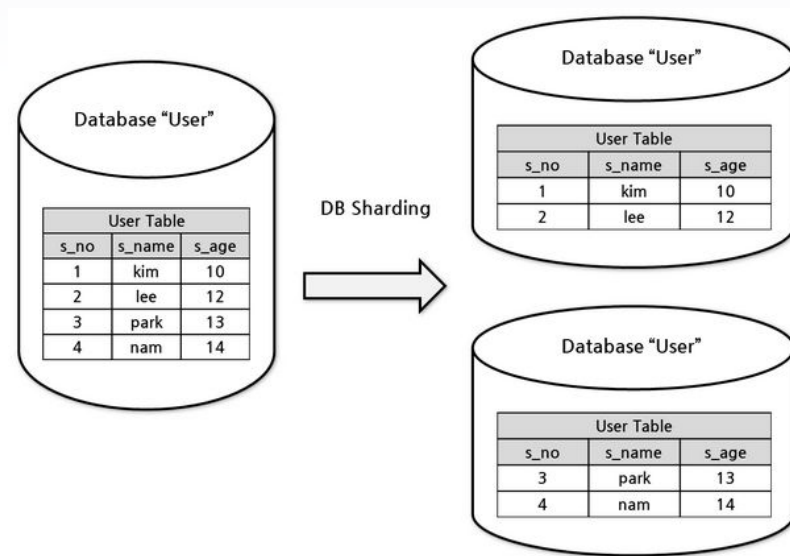 Database “User”
User Table
s_no s_name s_age
1 kim 10
2 lee 12
3 park 13
4 nam 14
DB Sharding
Database “User”
User Table
s_no s_name s_age
1 kim 10
2 lee 12
Database “User”
User Table
s_no s_name s_age
3 park 13
4 nam 14